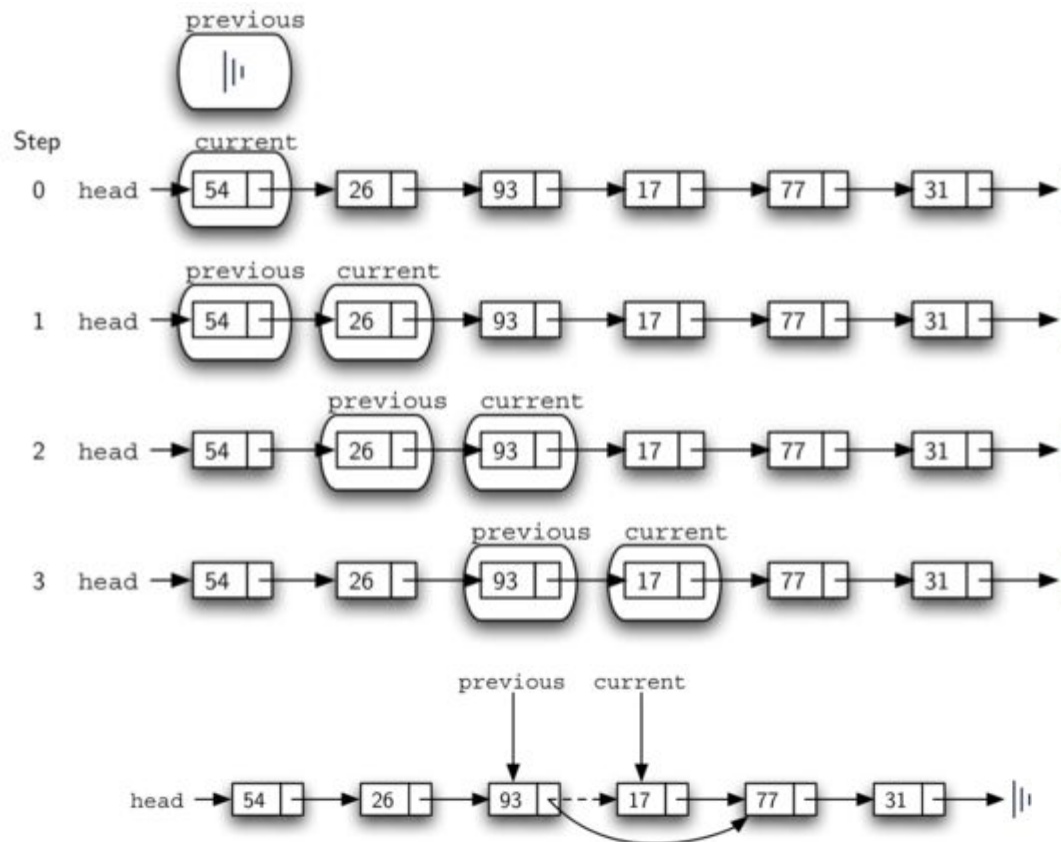 previous
Step
current
0 head 54 26 93 17 77 31
previous current
1 head 54 26 93 17 77 31
previous current
2 head 54 26 93 17 77 31
previous current
3 head 54 26 93 17 77 31
previous current
head 54 26 93 17 77 31